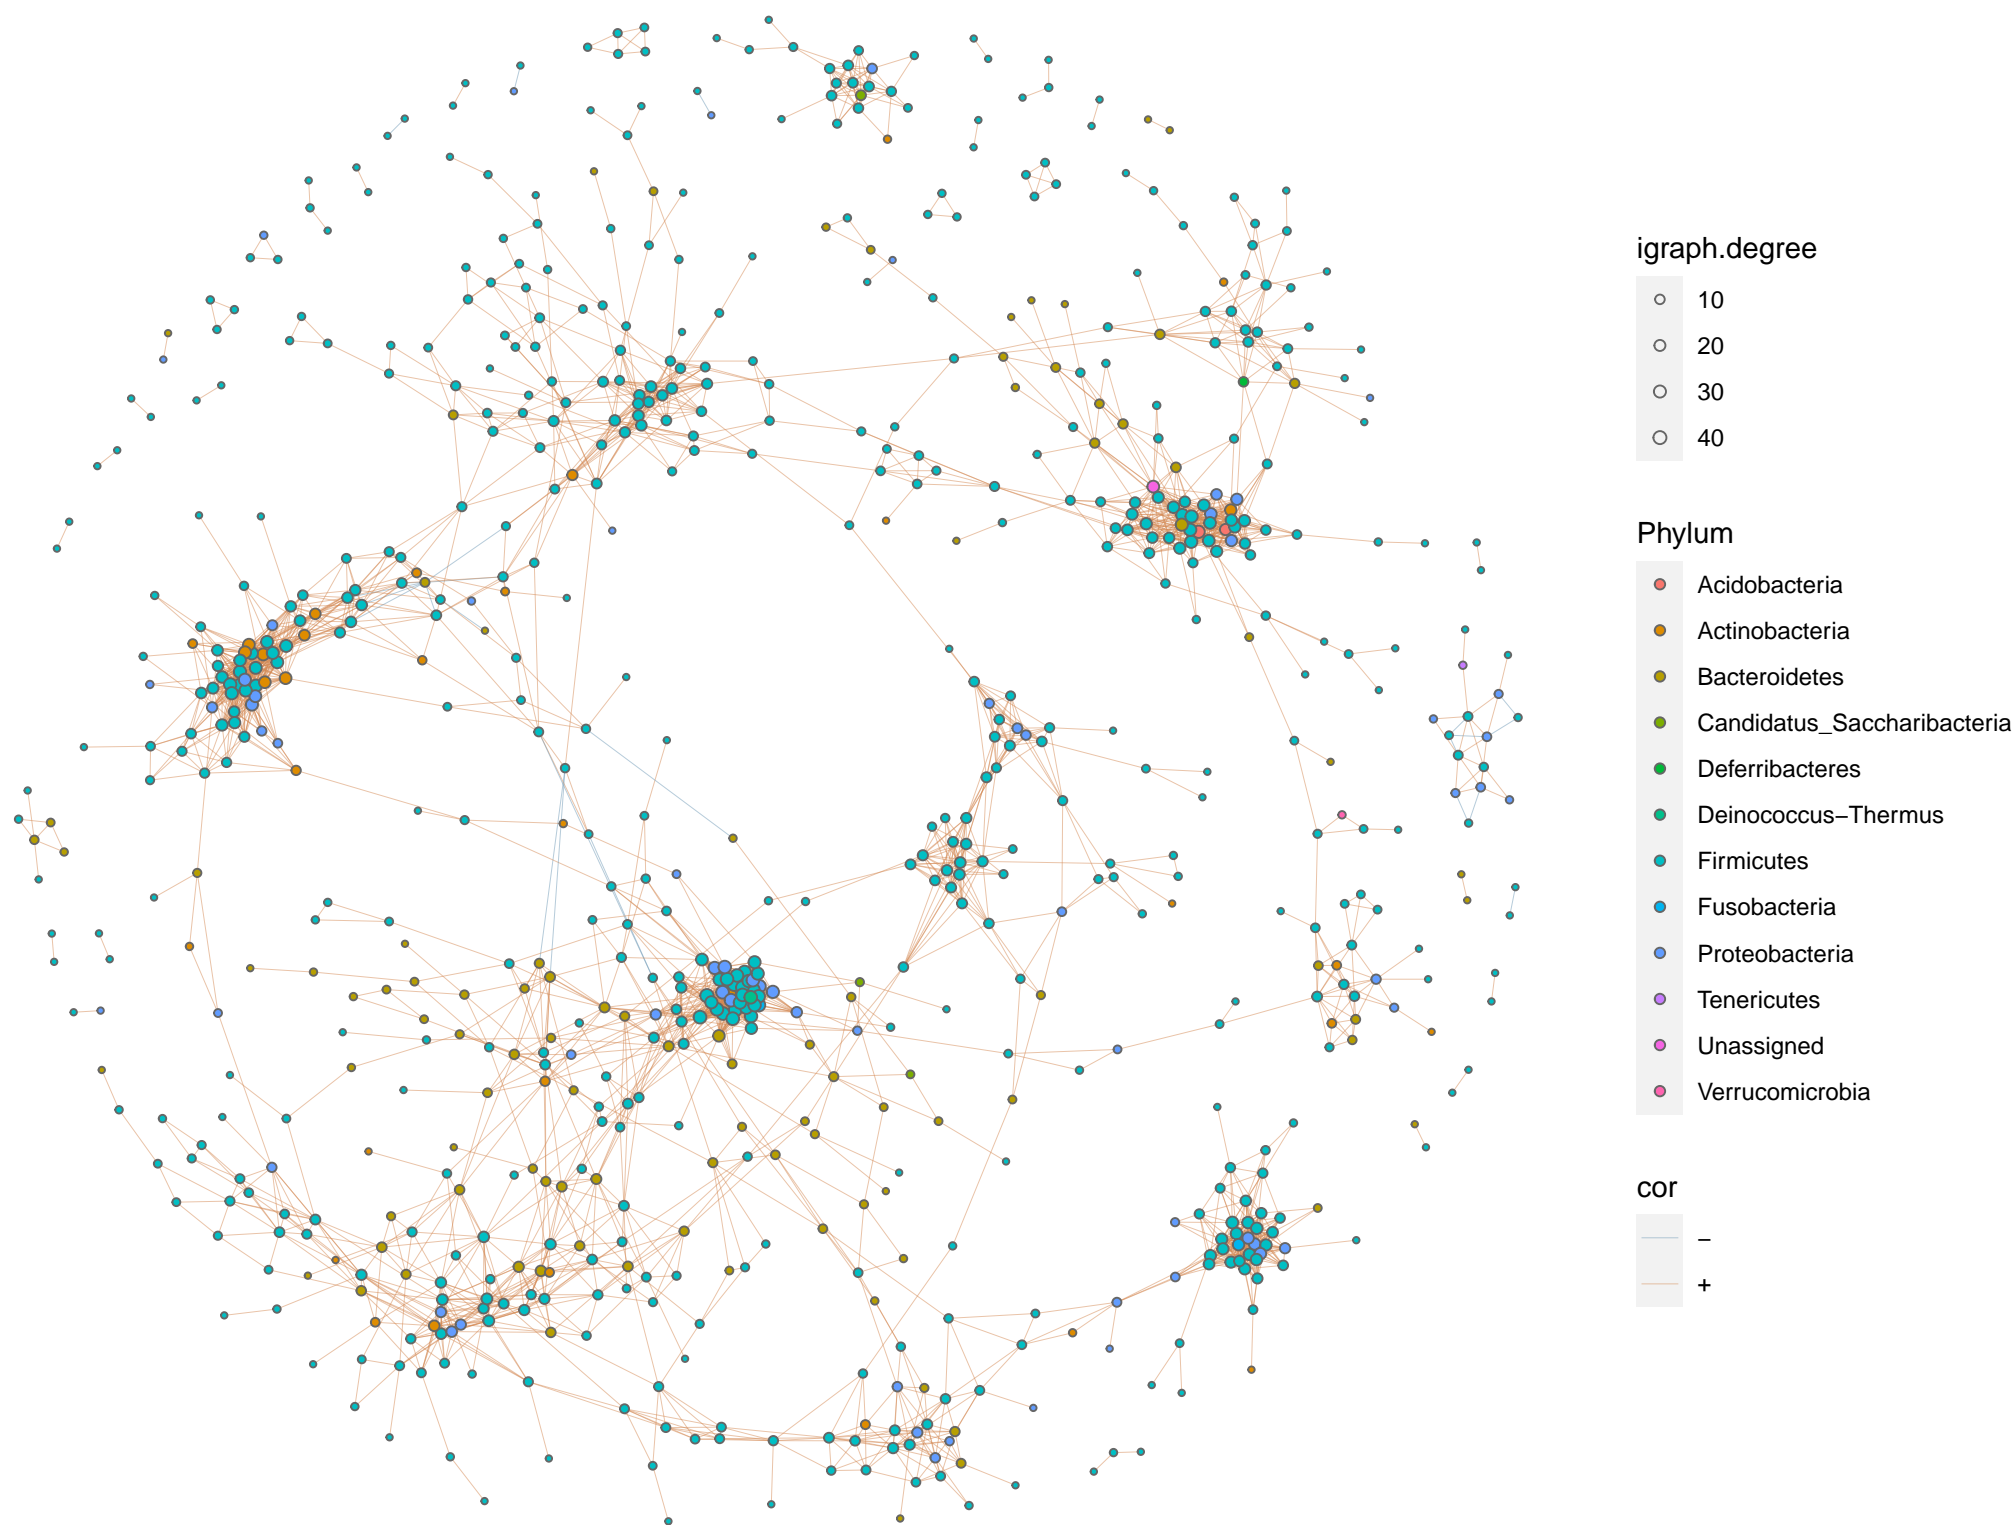 igraph.degree
10
20
30
40
Phylum
Acidobacteria
Actinobacteria
Bacteroidetes
Candidatus_Saccharibacteria
Deferribacteres
Deinococcus−Thermus
Firmicutes
Fusobacteria
Proteobacteria
Tenericutes
Unassigned
Verrucomicrobia
cor
−
+